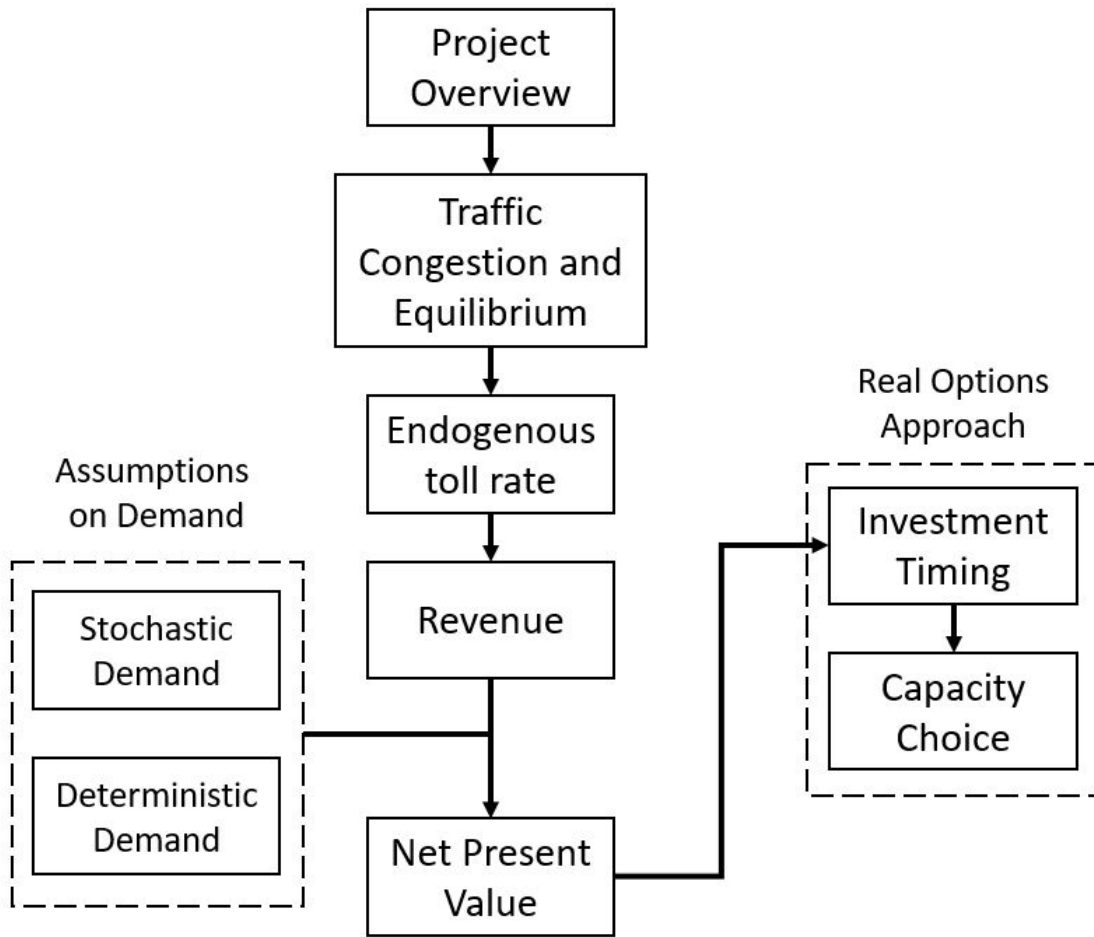 Project
Overview
Traffic
Congestion and
Equilibrium
Endogenous
toll rate
Revenue
Assumptions
on Demand
Stochastic
Demand
Deterministic
Demand
Net Present
Value
Real Options
Approach
Investment
Timing
Capacity
Choice